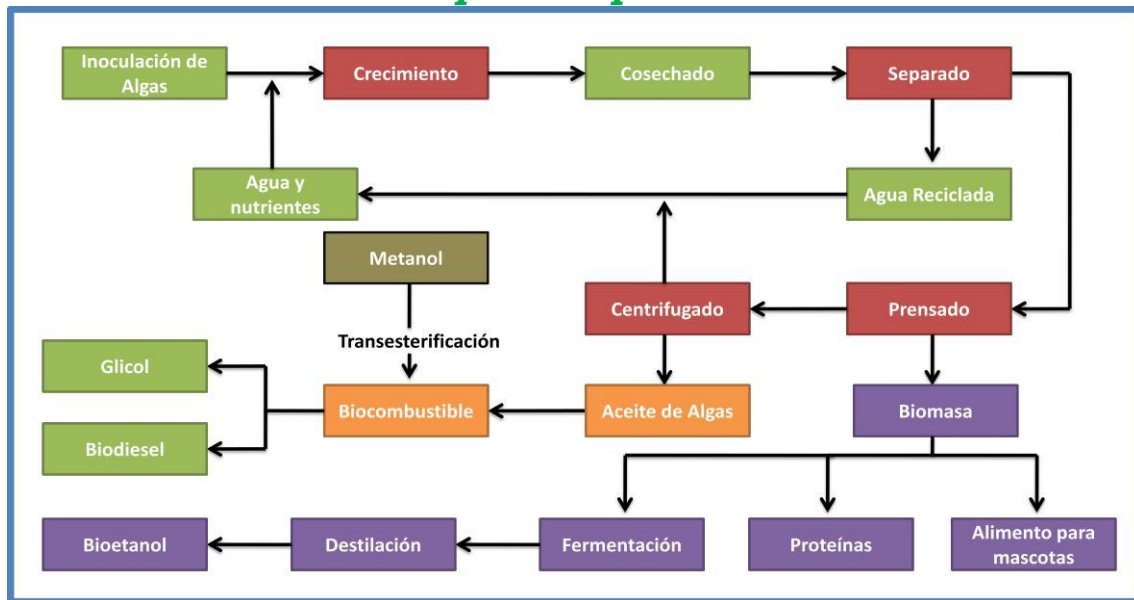 Inoculación de
Algas
Crecimiento
Cosechado
Separado
Agua y
nutrientes
Agua Reciclada
Metanol
Centrifugado
Prensado
Transesterificación
Glicol
Biocombustible
Aceite de Algas
Biomasa
Biodiesel
Bioetanol
Destilación
Fermentación
Proteínas
Alimento para
mascotas